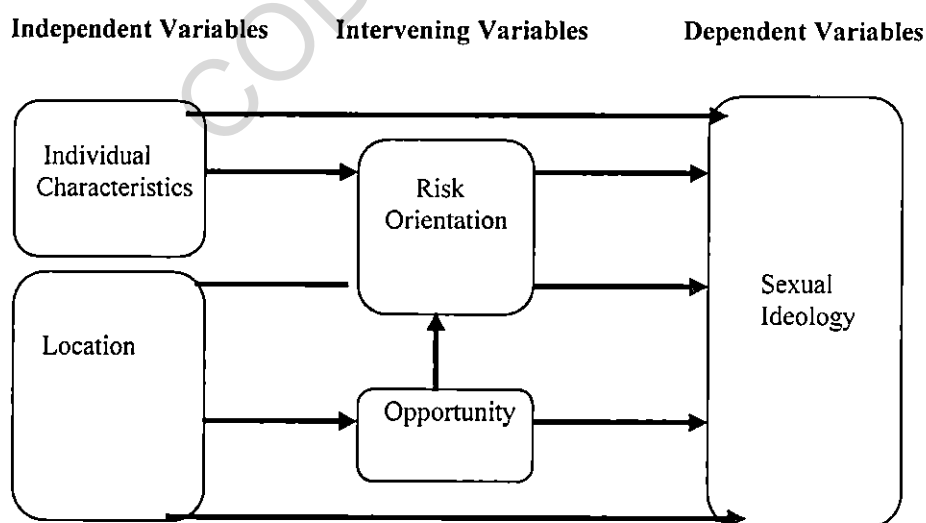 Independent Variables Intervening Variables Dependent Variables
Individual
Characteristics
Risk
Orientation
Sexual
Ideology
Location
Opportunity